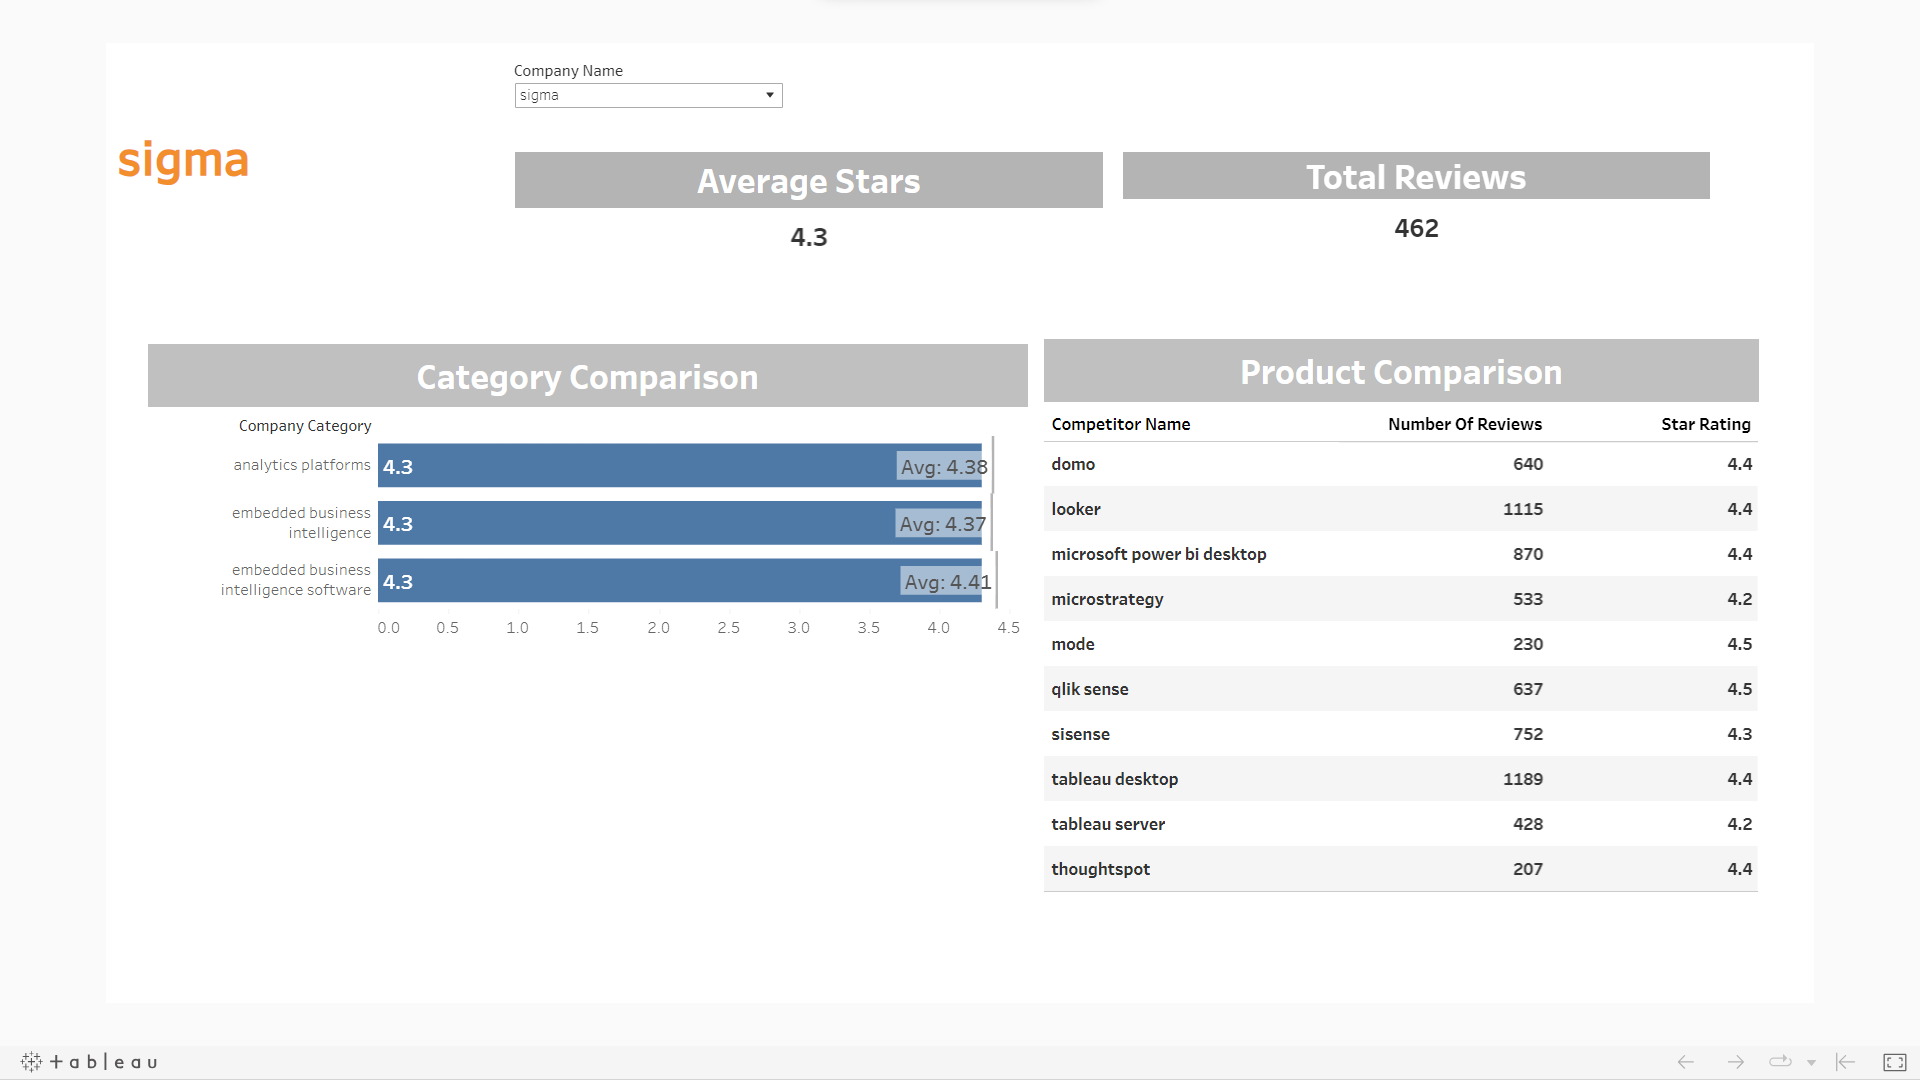 Company Name
sigma
sigma
Average Stars
4.3
Total Reviews
462
Category Comparison
Company Category
analytics platforms 4.3 Avg: 4.38
embedded business
intelligence 4.3 Avg: 4.37
embedded business
intelligence software 4.3 Avg: 4.41
0.0 0.5 1.0 1.5 2.0 2.5 3.0 3.5 4.0 4.5
Product Comparison
Competitor Name Number Of Reviews Star Rating
domo 640 4.4
looker 1115 4.4
microsoft power bi desktop 870 4.4
microstrategy 533 4.2
mode 230 4.5
qlik sense 637 4.5
sisense 752 4.3
tableau desktop 1189 4.4
tableau server 428 4.2
thoughtspot 207 4.4
tableau